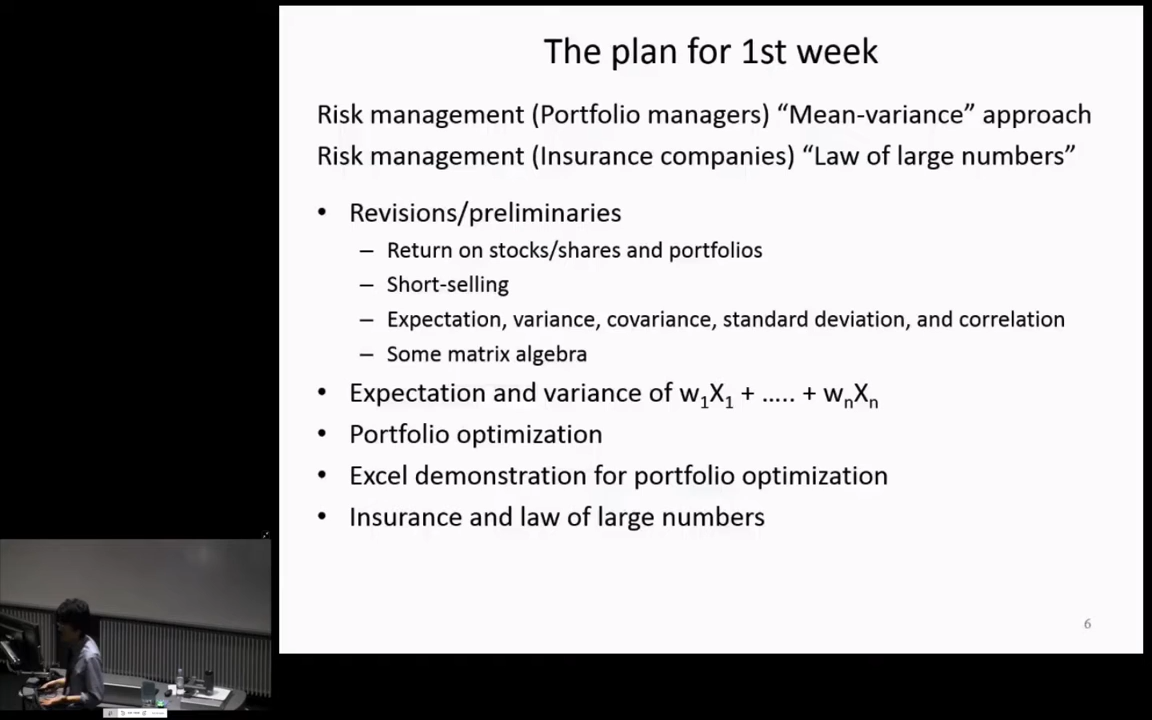 The plan for 1st week
Risk management (Portfolio managers) “Mean-variance” approach
Risk management (Insurance companies) “Law of large numbers”
• Revisions/preliminaries
– Return on stocks/shares and portfolios
– Short-selling
– Expectation, variance, covariance, standard deviation, and correlation
– Some matrix algebra
• Expectation and variance of w₁X₁ + ..... + wₙXₙ
• Portfolio optimization
• Excel demonstration for portfolio optimization
• Insurance and law of large numbers
6